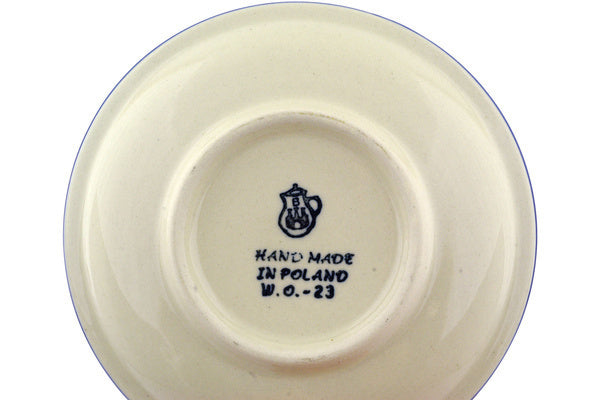 B
HAND MADE
IN POLAND
W.O.-23